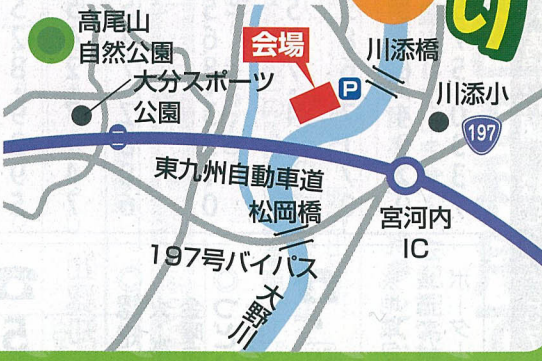 り
高尾山
自然公園
会場
川添橋
大分スポーツ
公園
P
川添小
197
東九州自動車道
松岡橋
宮河内
IC
197号バイパス
大野川